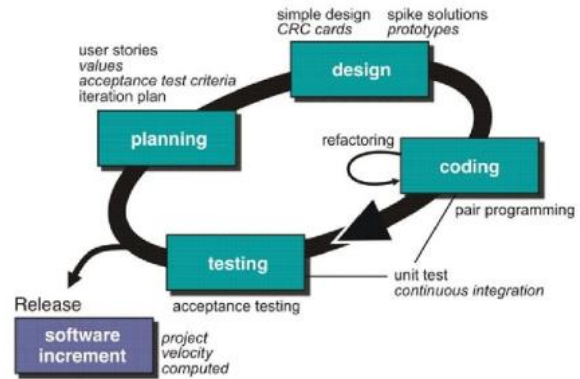 simple design
CRC cards
spike solutions
prototypes
user stories
values
acceptance test criteria
iteration plan
design
planning
refactoring
coding
pair programming
testing
unit test
continuous integration
acceptance testing
Release
software
increment
project
velocity
computed